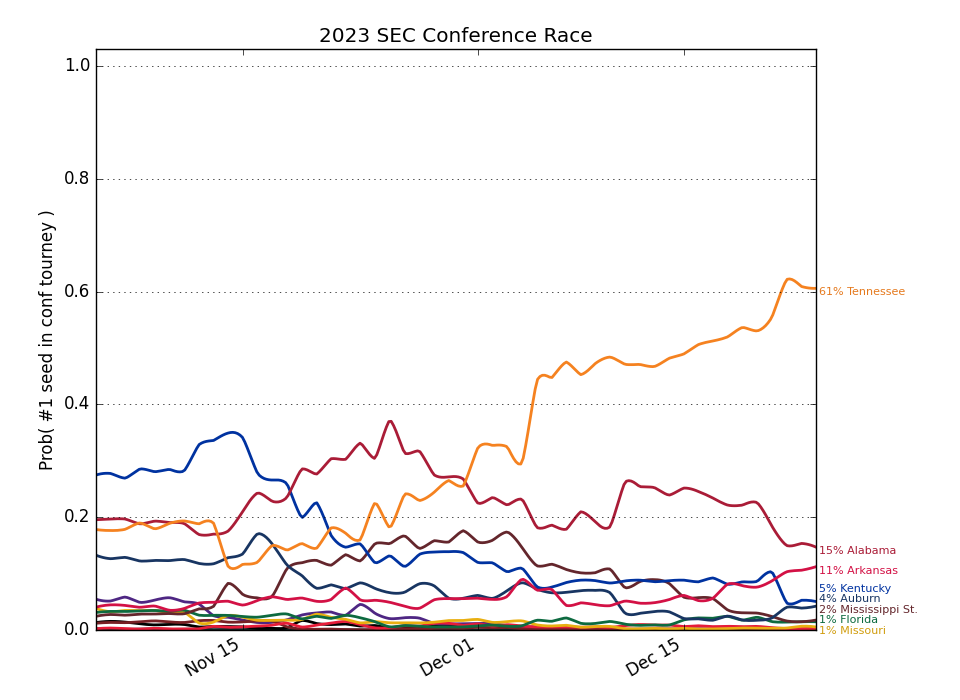 2023 SEC Conference Race
Prob( #1 seed in conf tourney )
1.0
0.8
0.6
0.4
0.2
0.0
Nov 15
Dec 01
Dec 15
61% Tennessee
15% Alabama
11% Arkansas
5% Kentucky
4% Auburn
2% Mississippi St.
1% Florida
1% Missouri